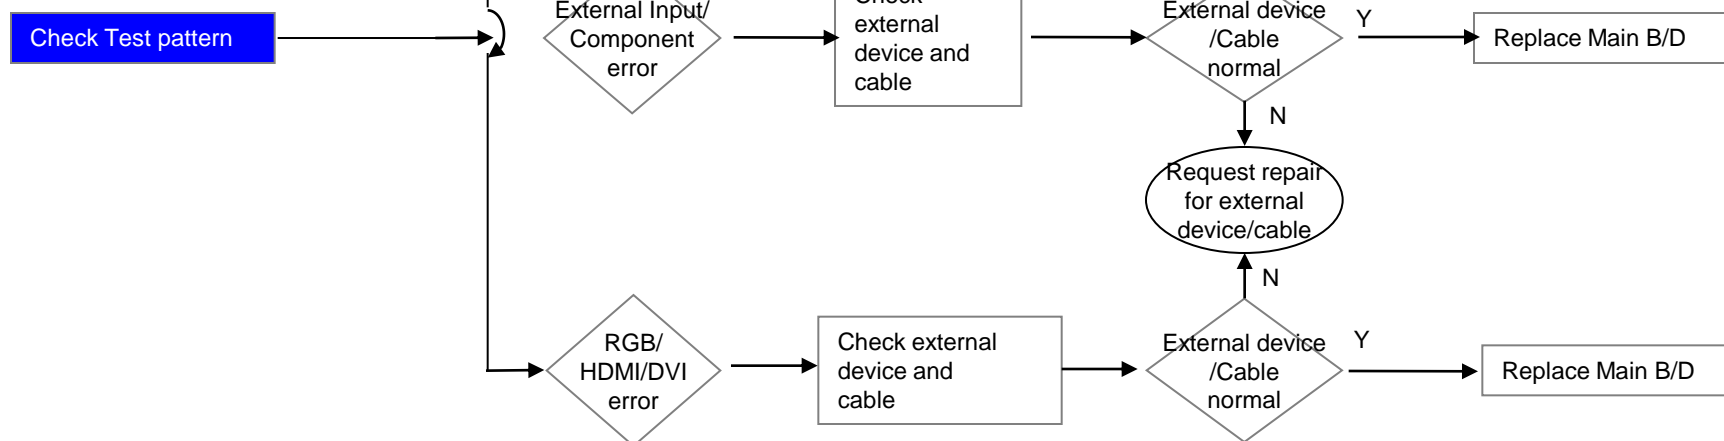 Check Test pattern
External Input/
Component
error
Check
external
device and
cable
External device
/Cable
normal
Y
Replace Main B/D
N
Request repair
for external
device/cable
N
RGB/
HDMI/DVI
error
Check external
device and
cable
External device
/Cable
normal
Y
Replace Main B/D